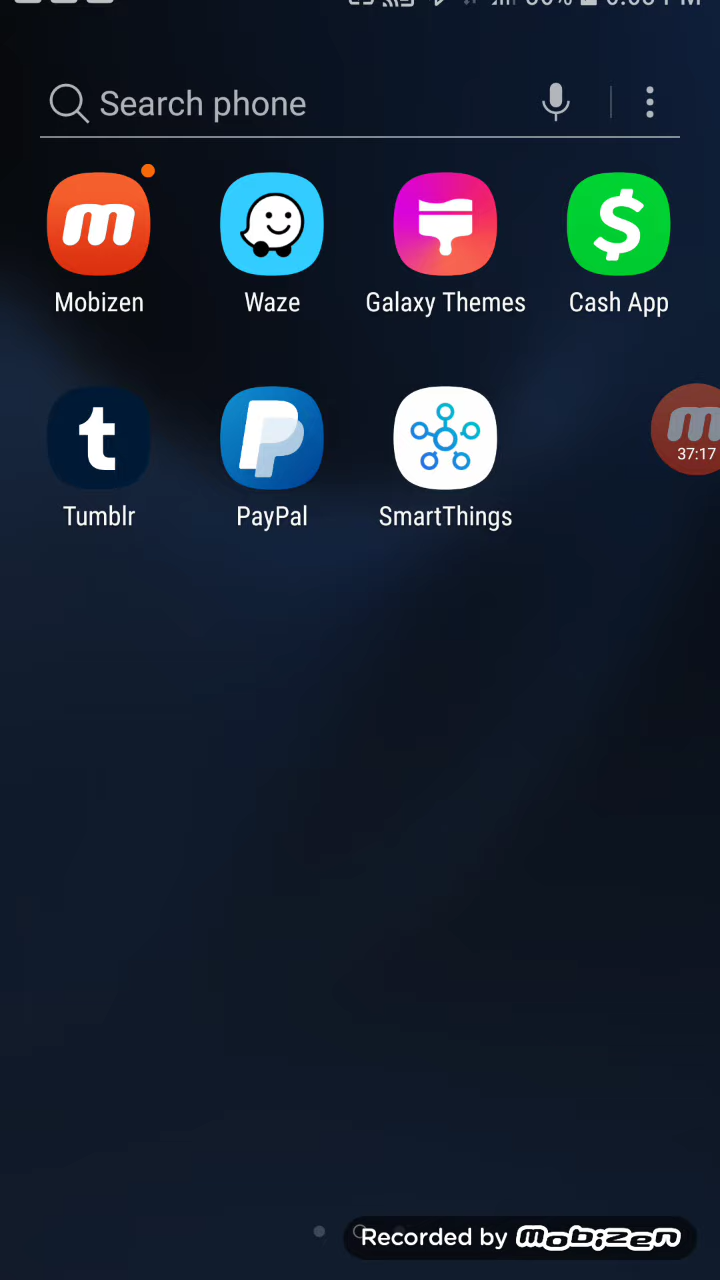 Search phone
m
Waze
Galaxy Themes
$
Mobizen
Cash App
t
P
m
37:17
Tumblr
PayPal
SmartThings
Recorded by mobizen